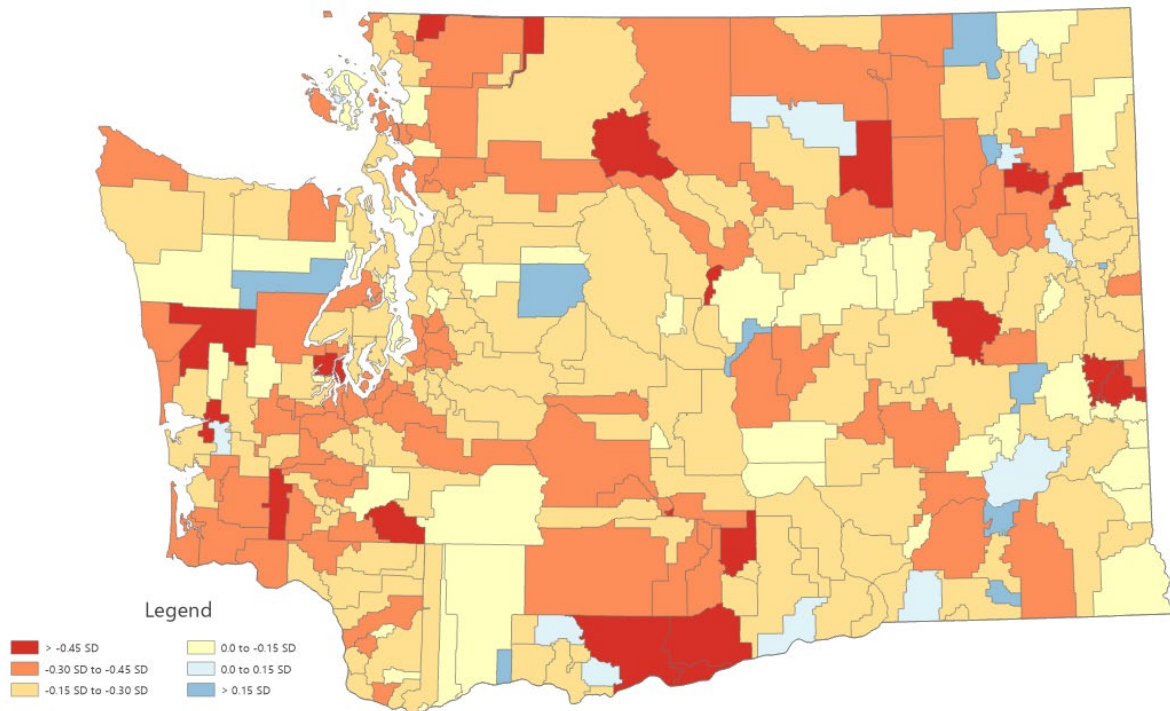 Legend
> -0.45 SD
-0.30 SD to -0.45 SD
-0.15 SD to -0.30 SD
0.0 to -0.15 SD
0.0 to 0.15 SD
> 0.15 SD